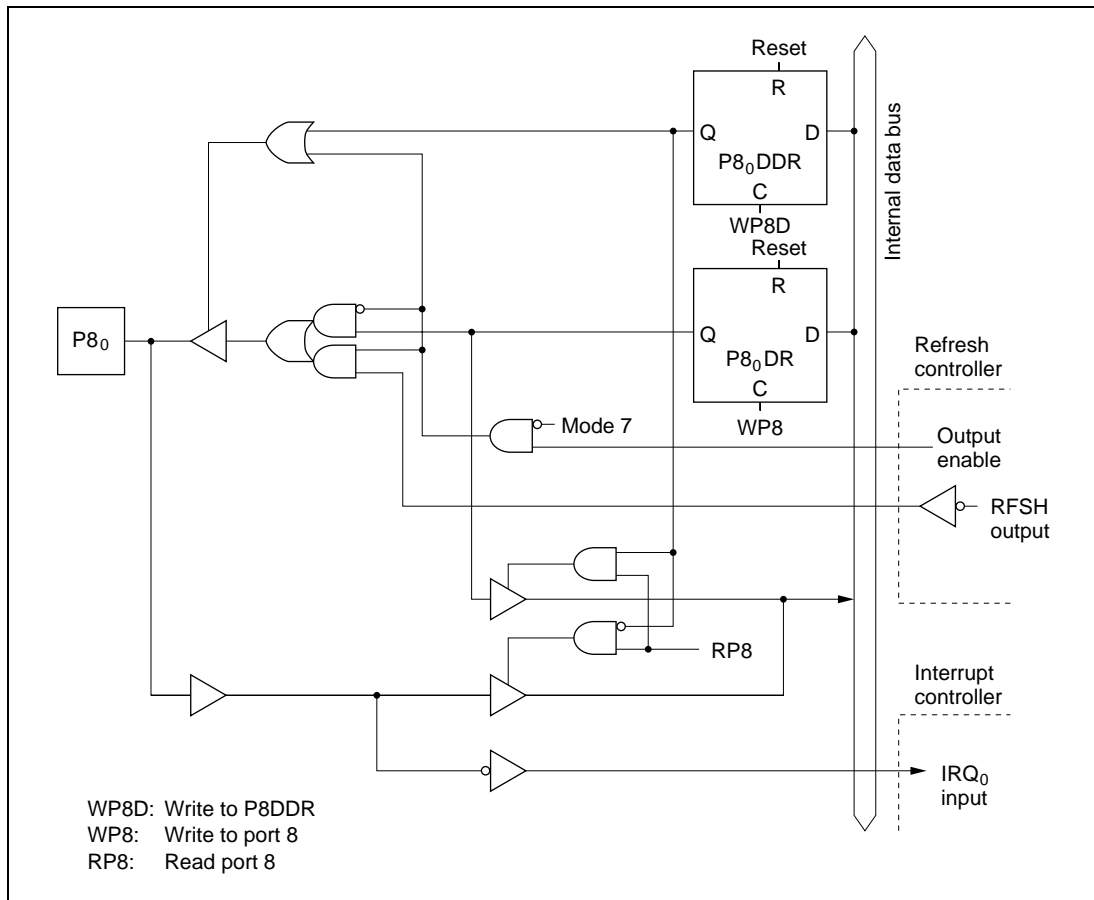 Reset
R
Q D
P8₀DDR
C
WP8D
Internal data bus
Reset
R
P8₀
Q D
P8₀DR
C
WP8
Refresh
controller
Mode 7
Output
enable
RFSH
output
RP8
Interrupt
controller
IRQ₀
input
WP8D: Write to P8DDR
WP8: Write to port 8
RP8: Read port 8